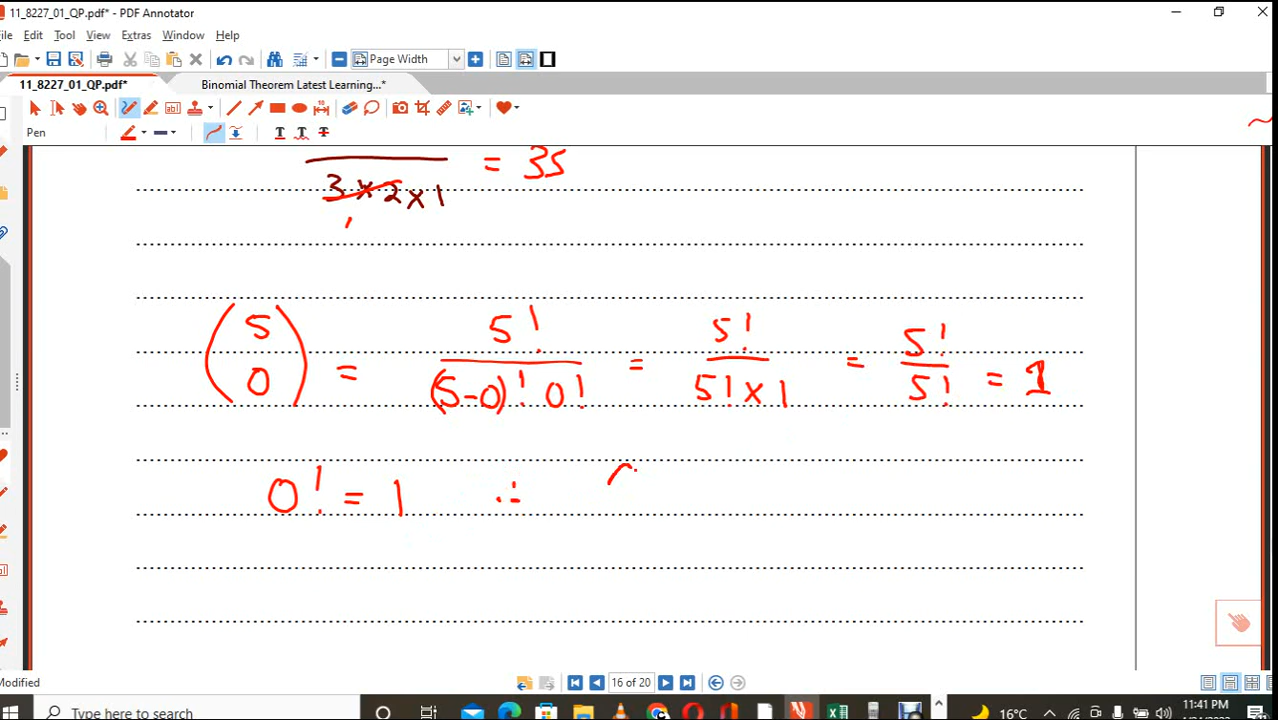 11_8227_01_QP.pdf* - PDF Annotator
ile Edit Tool View Extras Window Help
Page Width
11_8227_01_QP.pdf* Binomial Theorem Latest Learning...*
Pen
3 × 2 × 1 = 35
(5 0) = 5! / (5-0)! 0! = 5! / 5! × 1 = 5! / 5! = 1
0! = 1 ∴
16 of 20
Modified
Type here to search 16°C 11:41 PM